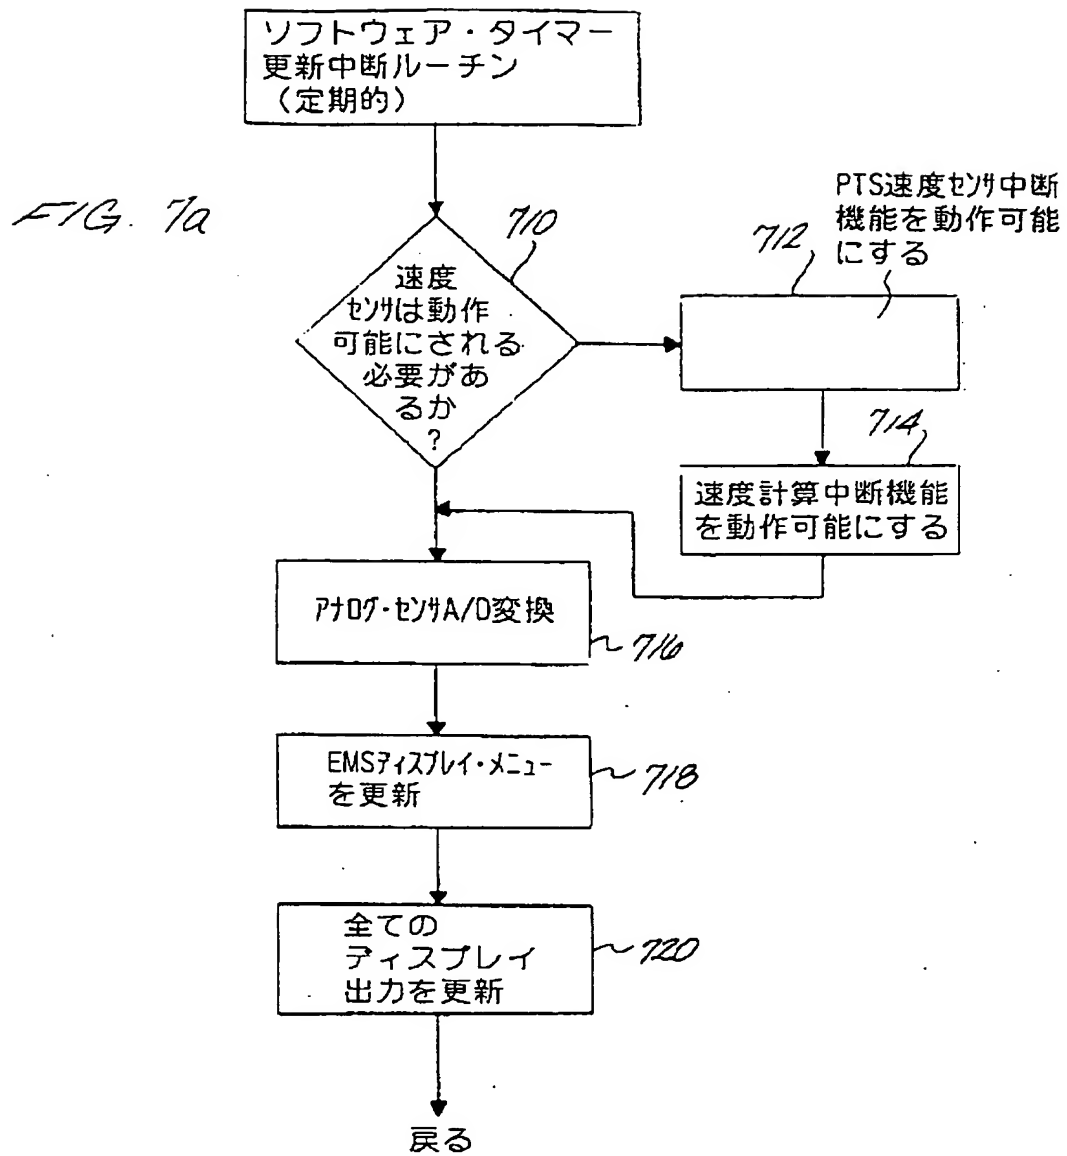 ソフトウェア・タイマー
更新中断ルーチン
(定期的)
FIG. 7a
710
速度
センサは動作
可能にされる
必要があ
るか
?
PTS速度センサ中断
機能を動作可能
にする
712
714
速度計算中断機能
を動作可能にする
アナログ・センサA/D変換
716
EMSディスプレイ・メニュー
を更新
718
全ての
ディスプレイ
出力を更新
720
戻る